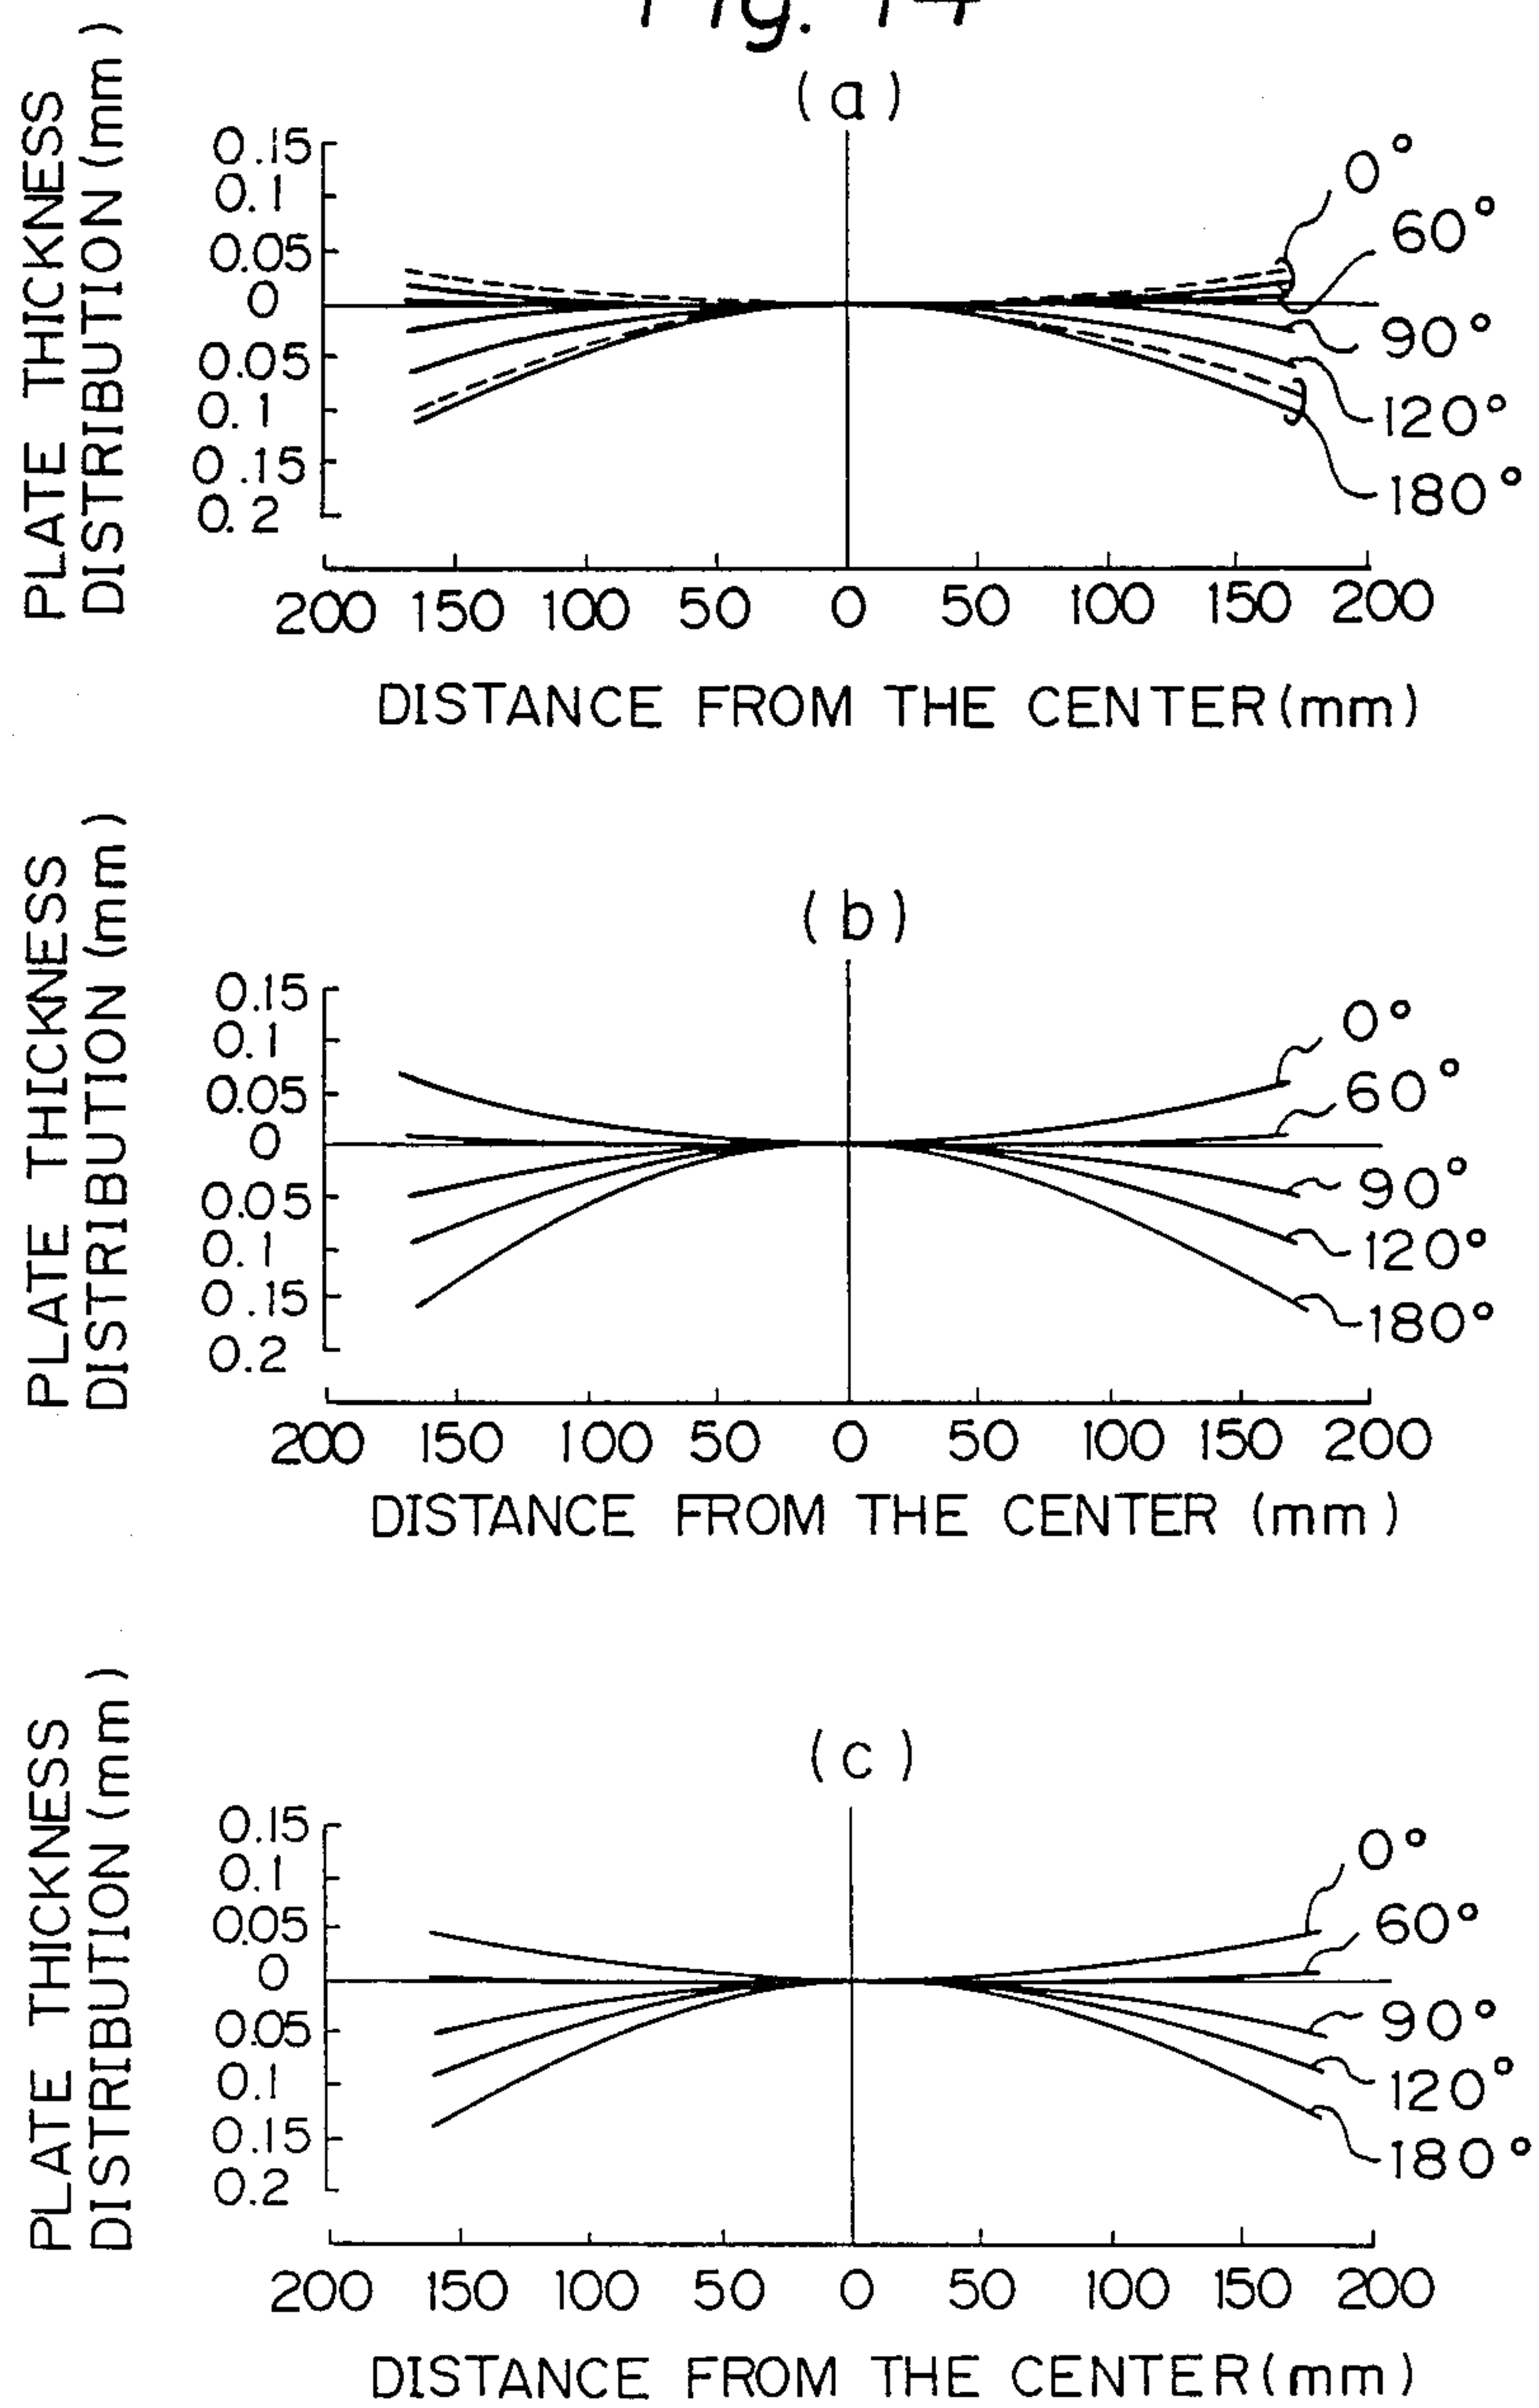 Fig. 14
(a)
PLATE THICKNESS
DISTRIBUTION (mm)
0.15
0.1
0.05
0
0.05
0.1
0.15
0.2
0°
60°
90°
120°
180°
200 150 100 50 0 50 100 150 200
DISTANCE FROM THE CENTER (mm)
(b)
PLATE THICKNESS
DISTRIBUTION (mm)
0.15
0.1
0.05
0
0.05
0.1
0.15
0.2
0°
60°
90°
120°
180°
200 150 100 50 0 50 100 150 200
DISTANCE FROM THE CENTER (mm)
(c)
PLATE THICKNESS
DISTRIBUTION (mm)
0.15
0.1
0.05
0
0.05
0.1
0.15
0.2
0°
60°
90°
120°
180°
200 150 100 50 0 50 100 150 200
DISTANCE FROM THE CENTER (mm)